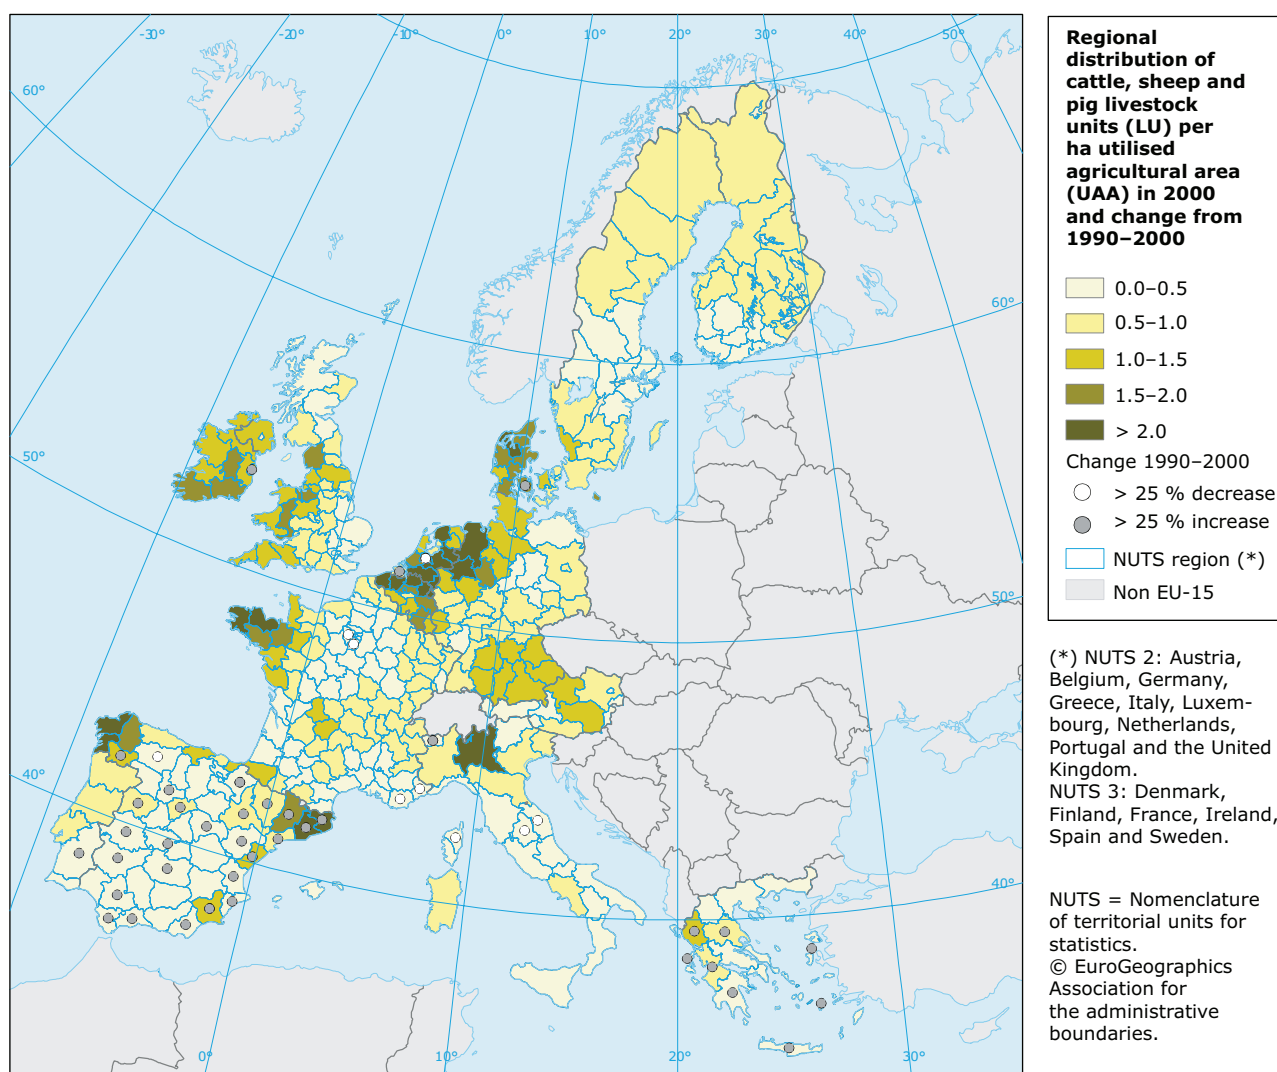 -30°
-20°
-10°
0°
10°
20°
30°
40°
50°
60°
60°
50°
50°
40°
40°
0°
10°
20°
30°
Regional
distribution of
cattle, sheep and
pig livestock
units (LU) per
ha utilised
agricultural area
(UAA) in 2000
and change from
1990–2000
0.0–0.5
0.5–1.0
1.0–1.5
1.5–2.0
> 2.0
Change 1990–2000
> 25 % decrease
> 25 % increase
NUTS region (*)
Non EU-15
(*) NUTS 2: Austria,
Belgium, Germany,
Greece, Italy, Luxem-
bourg, Netherlands,
Portugal and the United
Kingdom.
NUTS 3: Denmark,
Finland, France, Ireland,
Spain and Sweden.
NUTS = Nomenclature
of territorial units for
statistics.
© EuroGeographics
Association for
the administrative
boundaries.